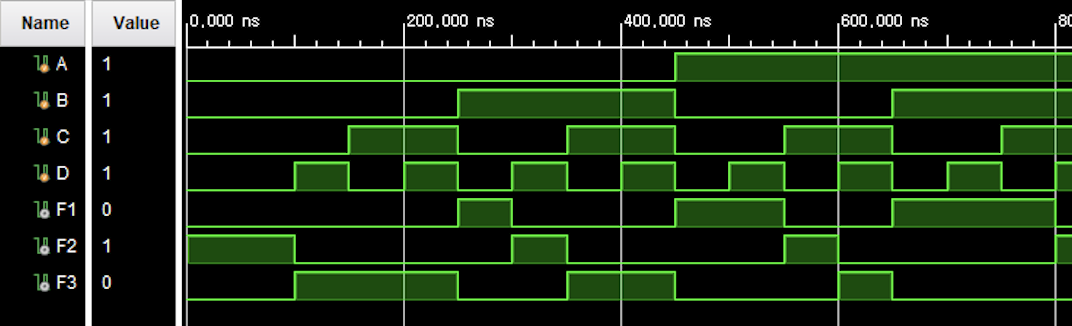 Name Value 0,000 ns 200,000 ns 400,000 ns 600,000 ns 80
A 1
B 1
C 1
D 1
F1 0
F2 1
F3 0